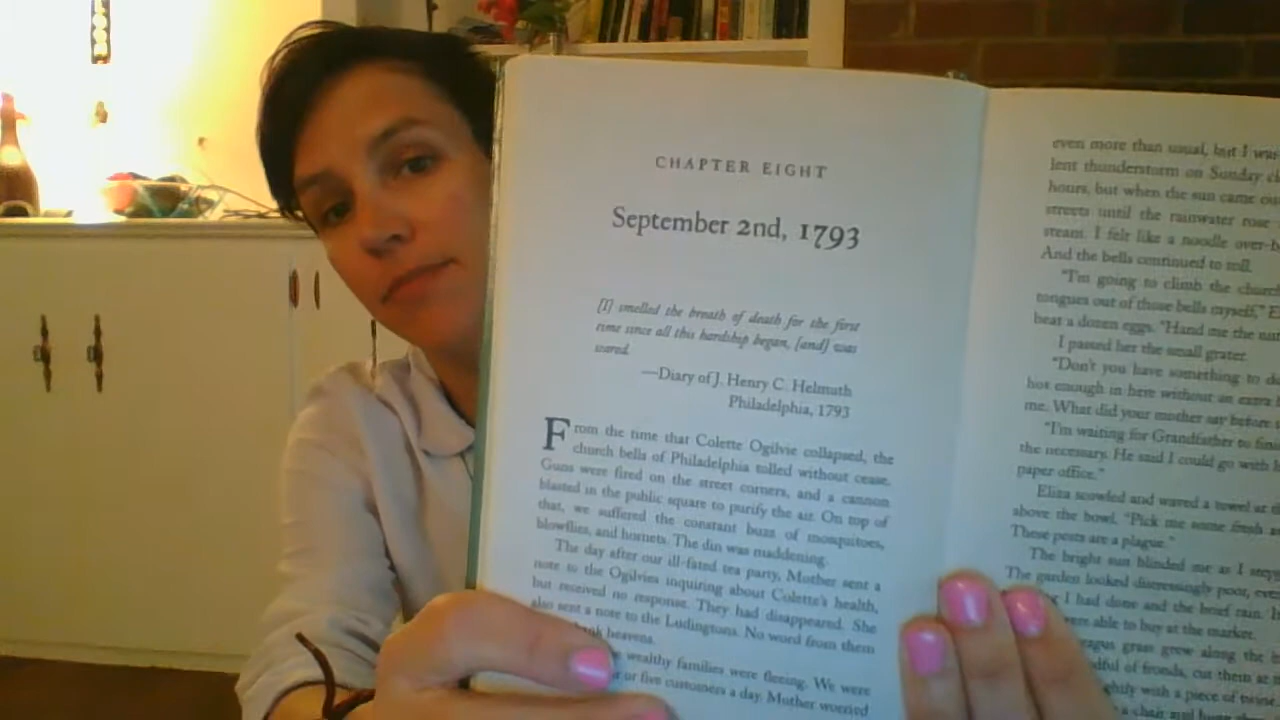 CHAPTER EIGHT
September 2nd, 1793
[I] smelled the breath of death for the first
time since all this hardship began, [and] was
scared.
—Diary of J. Henry C. Helmuth
Philadelphia, 1793
From the time that Colette Ogilvie collapsed, the
church bells of Philadelphia tolled without cease.
Guns were fired on the street corners, and a cannon
blasted in the public square to purify the air. On top of
that, we suffered the constant buzz of mosquitoes,
blowflies, and hornets. The din was maddening.
The day after our ill-fated tea party, Mother sent a
note to the Ogilvies inquiring about Colette's health,
but received no response. They had disappeared. She
also sent a note to the Ludingtons. No word from them
heavens.
wealthy families were fleeing. We were
or five customers a day. Mother worried
even more than usual, but I
lent thunderstorm on Sunday
hours, but when the sun came
streets until the rainwater rose
steam. I felt like a noodle over-
And the bells continued to toll.
"I'm going to climb the
tongues out of those bells myself,"
beat a dozen eggs. "Hand me the
I passed her the small grater.
"Don't you have something to
hot enough in here without an extra
me. What did your mother say before
"I'm waiting for Grandfather to
the necessary. He said I could go with
paper office."
Eliza scowled and waved a towel at
above the bowl. "Pick me some fresh
These pests are a plague."
The bright sun blinded me as I
The garden looked distressingly poor,
I had done and the brief rain.
were able to buy at the market.
grass grew along the
of fronds, cut them
with a piece of twine
a chair and